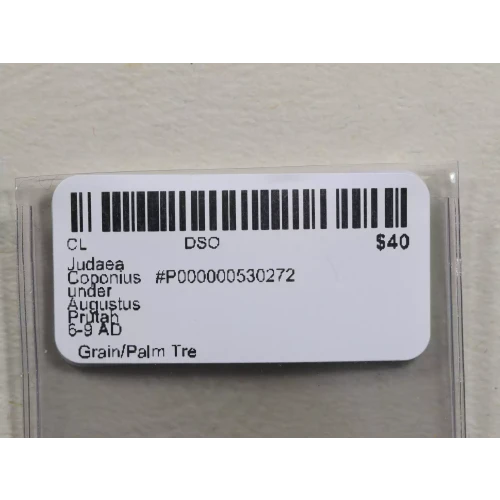 CL DSO $40
Judaea
Coponius #P000000530272
under
Augustus
Prutah
6-9 AD
Grain/Palm Tre